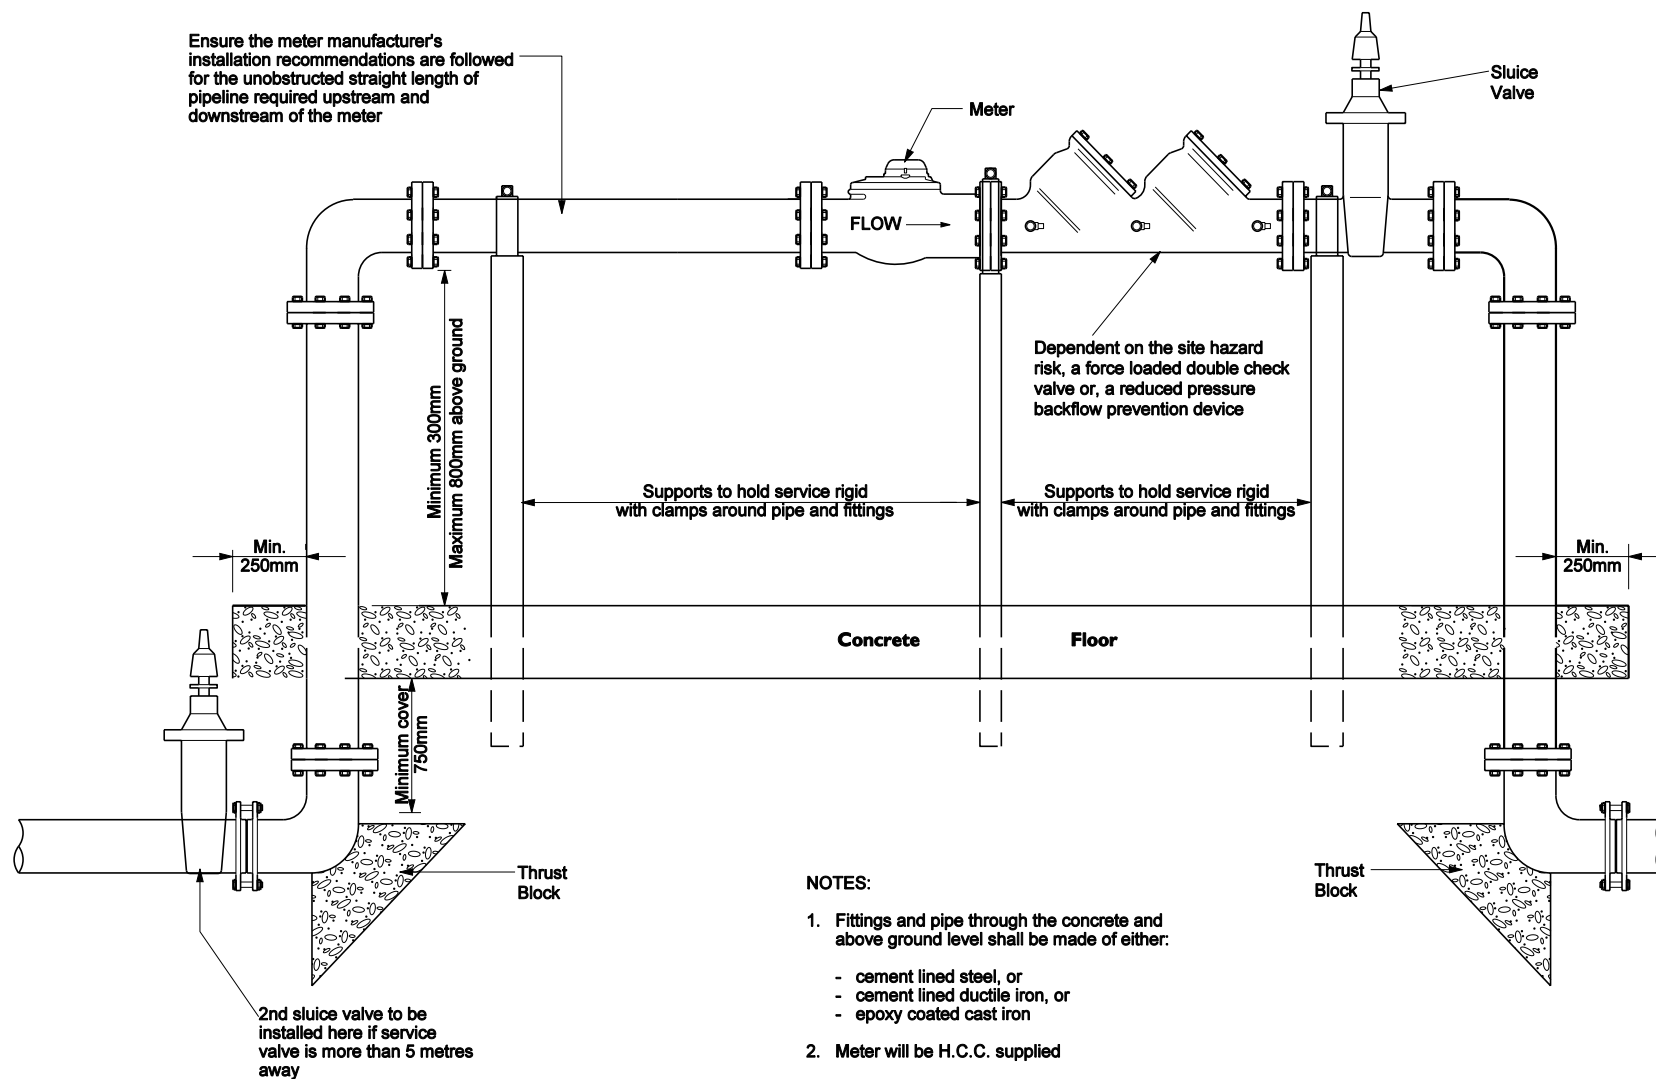 Ensure the meter manufacturer's
installation recommendations are followed
for the unobstructed straight length of
pipeline required upstream and
downstream of the meter
Meter
Sluice
Valve
FLOW
Dependent on the site hazard
risk, a force loaded double check
valve or, a reduced pressure
backflow prevention device
Minimum 300mm
Maximum 800mm above ground
Supports to hold service rigid
with clamps around pipe and fittings
Supports to hold service rigid
with clamps around pipe and fittings
Min.
250mm
Min.
250mm
Concrete Floor
Minimum cover
750mm
Thrust
Block
Thrust
Block
2nd sluice valve to be
installed here if service
valve is more than 5 metres
away
NOTES:
1. Fittings and pipe through the concrete and
above ground level shall be made of either:
- cement lined steel, or
- cement lined ductile iron, or
- epoxy coated cast iron
2. Meter will be H.C.C. supplied